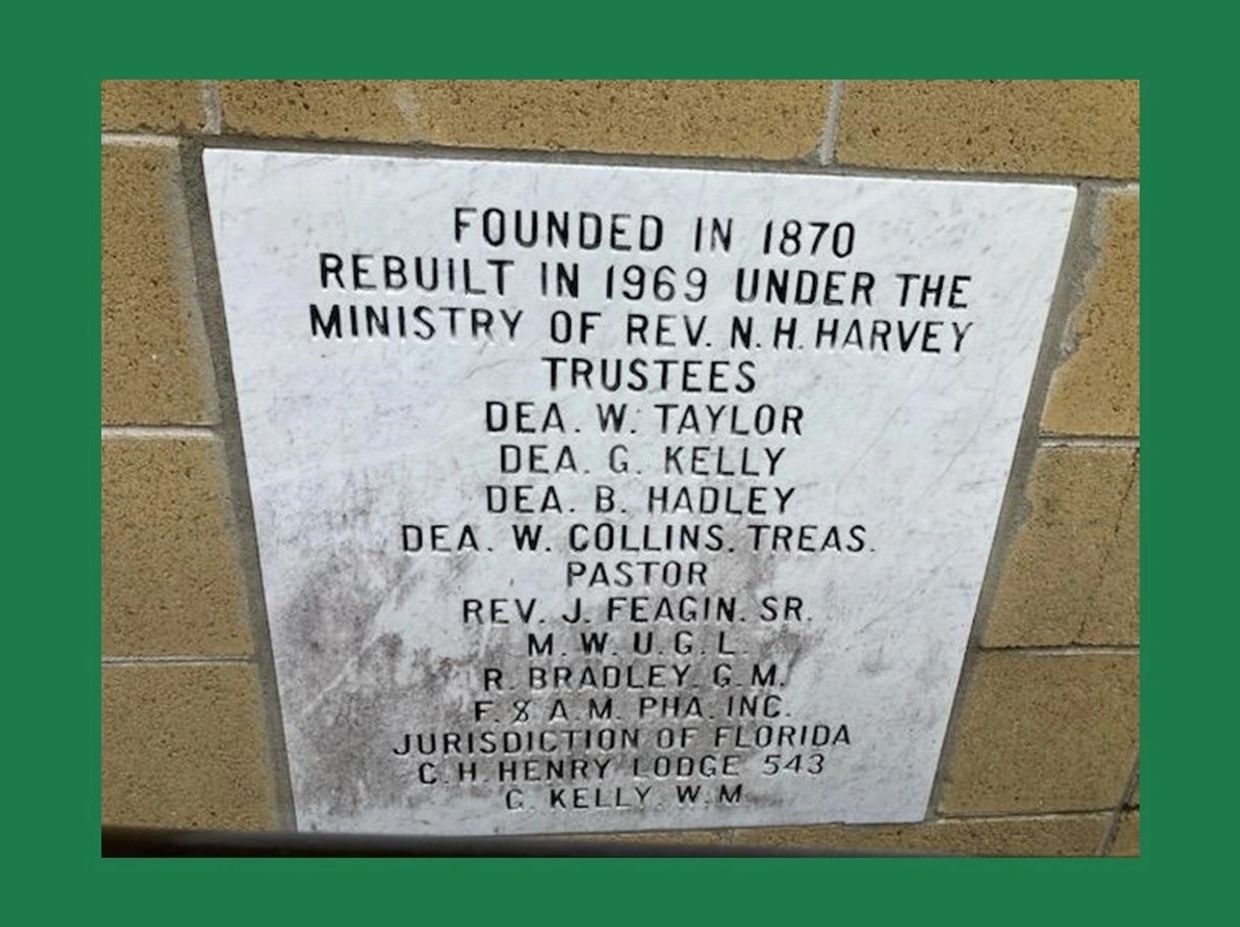 FOUNDED IN 1870
REBUILT IN 1969 UNDER THE
MINISTRY OF REV. N. H. HARVEY
TRUSTEES
DEA. W. TAYLOR
DEA. G. KELLY
DEA. B. HADLEY
DEA. W. COLLINS. TREAS.
PASTOR
REV. J. FEAGIN. SR.
M. W. U. G. L.
R. BRADLEY. G. M.
F. & A. M. PHA. INC.
JURISDICTION OF FLORIDA
C. H. HENRY LODGE 543
G. KELLY. W. M.